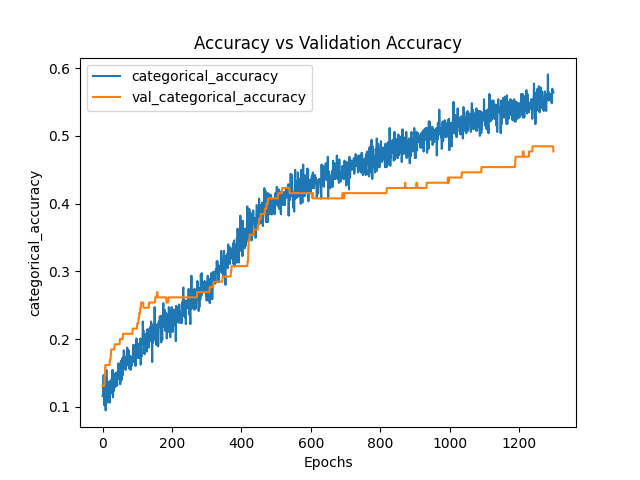 Accuracy vs Validation Accuracy
categorical_accuracy
val_categorical_accuracy
categorical_accuracy
0.6
0.5
0.4
0.3
0.2
0.1
0 200 400 600 800 1000 1200
Epochs